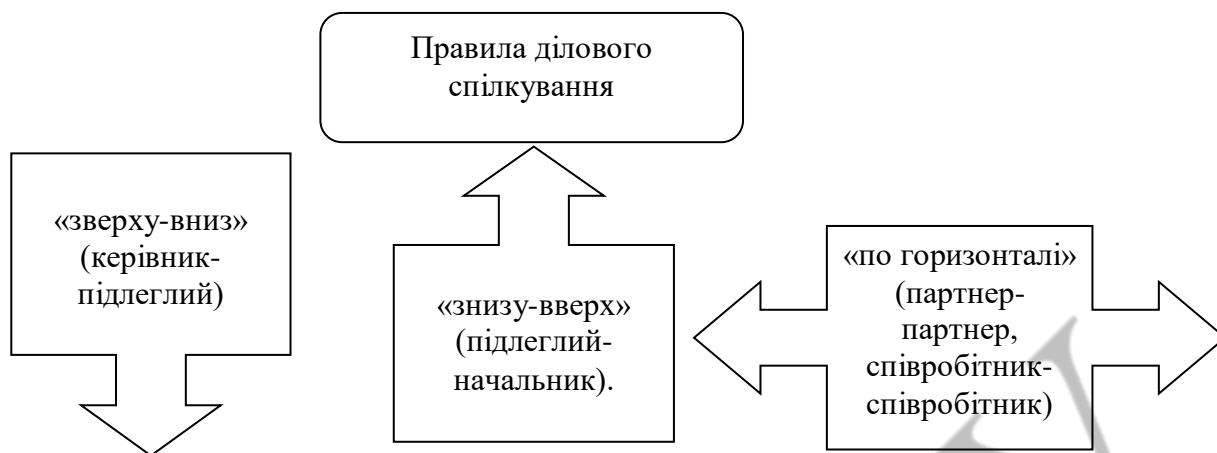 Правила ділового
спілкування
«зверху-вниз»
(керівник-
підлеглий)
«знизу-вверх»
(підлеглий-
начальник).
«по горизонталі»
(партнер-
партнер,
співробітник-
співробітник)